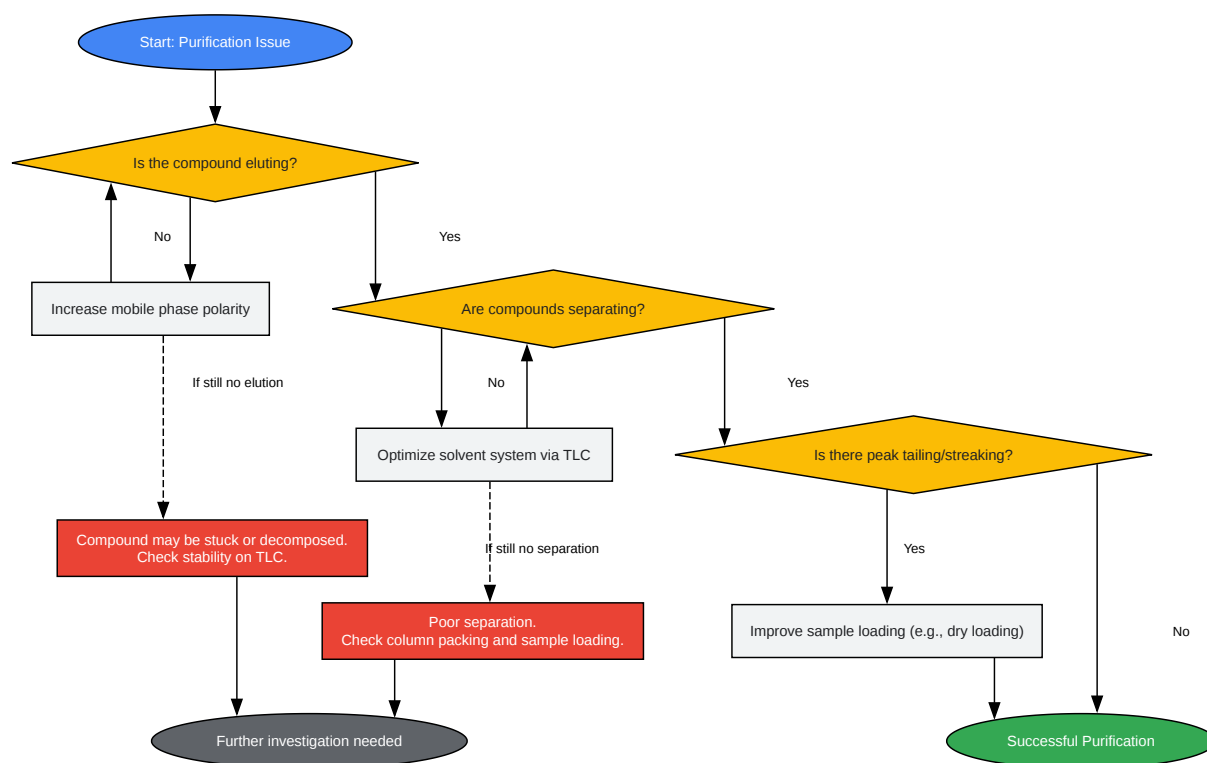 Start: Purification Issue
Is the compound eluting?
No
Yes
Increase mobile phase polarity
Are compounds separating?
If still no elution
No
Yes
Optimize solvent system via TLC
Is there peak tailing/streaking?
Compound may be stuck or decomposed.
Check stability on TLC.
If still no separation
Yes
Poor separation.
Check column packing and sample loading.
Improve sample loading (e.g., dry loading)
No
Further investigation needed
Successful Purification